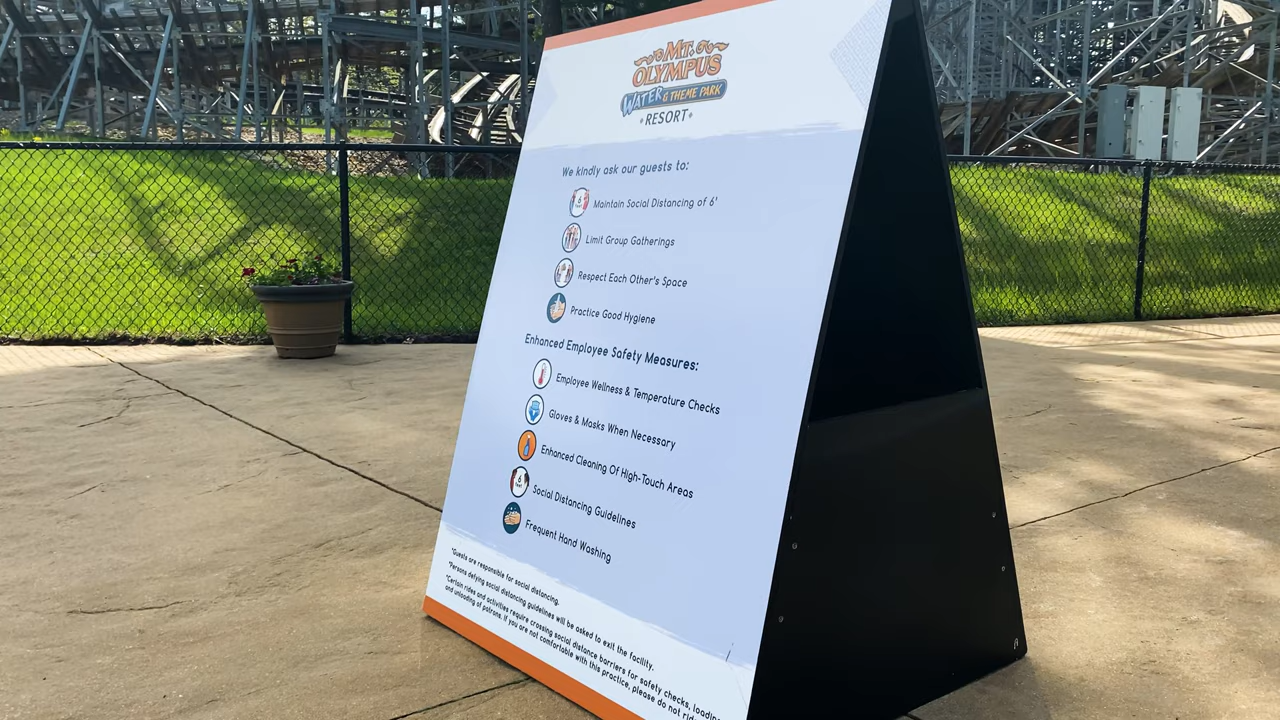 MT.
OLYMPUS
WATER & THEME PARK
RESORT
We kindly ask our guests to:
Maintain Social Distancing of 6'
Limit Group Gatherings
Respect Each Other's Space
Practice Good Hygiene
Enhanced Employee Safety Measures:
Employee Wellness & Temperature Checks
Gloves & Masks When Necessary
Enhanced Cleaning Of High-Touch Areas
Social Distancing Guidelines
Frequent Hand Washing
*Guests are responsible for social distancing.
*Persons defying social distancing guidelines will be asked to exit the facility.
*Certain rides and activities require crossing social distance barriers for safety checks, loading
and unloading of patrons. If you are not comfortable with this practice, please do not rid